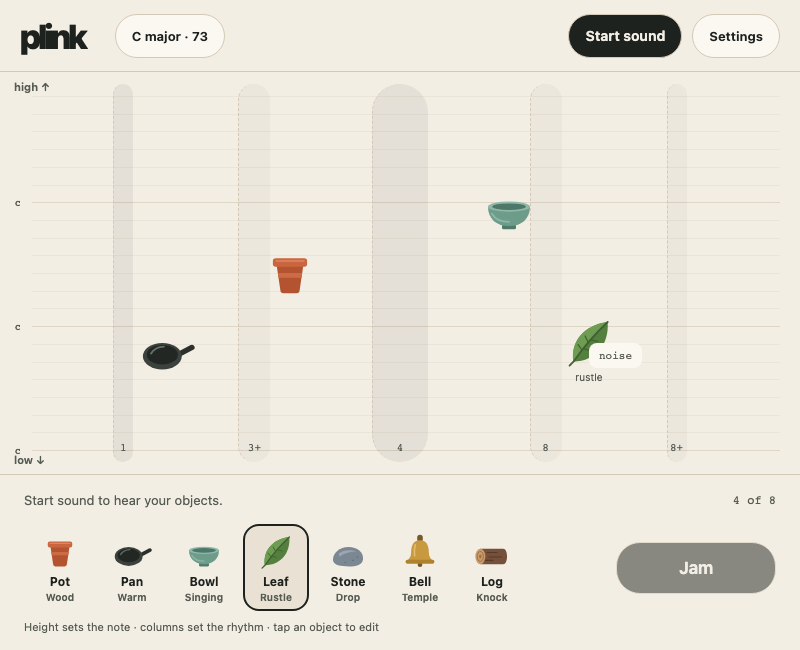 plink
C major · 73
Start sound
Settings
high ↑
c
c
noise
rustle
c
1
3+
4
8
8+
low ↓
Start sound to hear your objects.
4 of 8
Pot
Wood
Pan
Warm
Bowl
Singing
Leaf
Rustle
Stone
Drop
Bell
Temple
Log
Knock
Jam
Height sets the note · columns set the rhythm · tap an object to edit